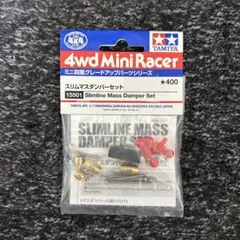 4X4
TAMIYA
4wd Mini Racer
ミニ四駆グレードアップパーツシリーズ
スリムマスダンパーセット
★400
15501 Slimline Mass Damper Set
SLIMLINE MASS
DAMPER SET